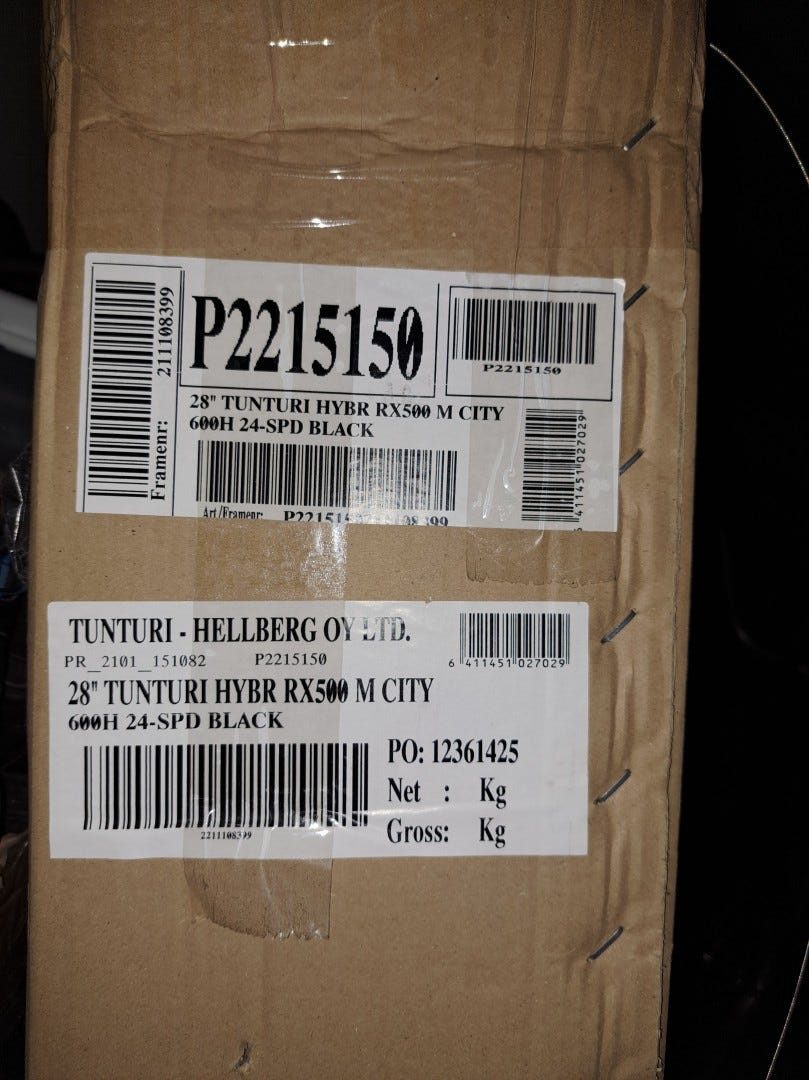 Framenr: 211108399
P2215150
P2215150
28" TUNTURI HYBR RX500 M CITY
600H 24-SPD BLACK
6 411451 027029
Art/Framenr:
TUNTURI - HELLBERG OY LTD.
PR_2101_151082 P2215150
6 411451 027029
28" TUNTURI HYBR RX500 M CITY
600H 24-SPD BLACK
PO: 12361425
Net : Kg
Gross: Kg
2211108399